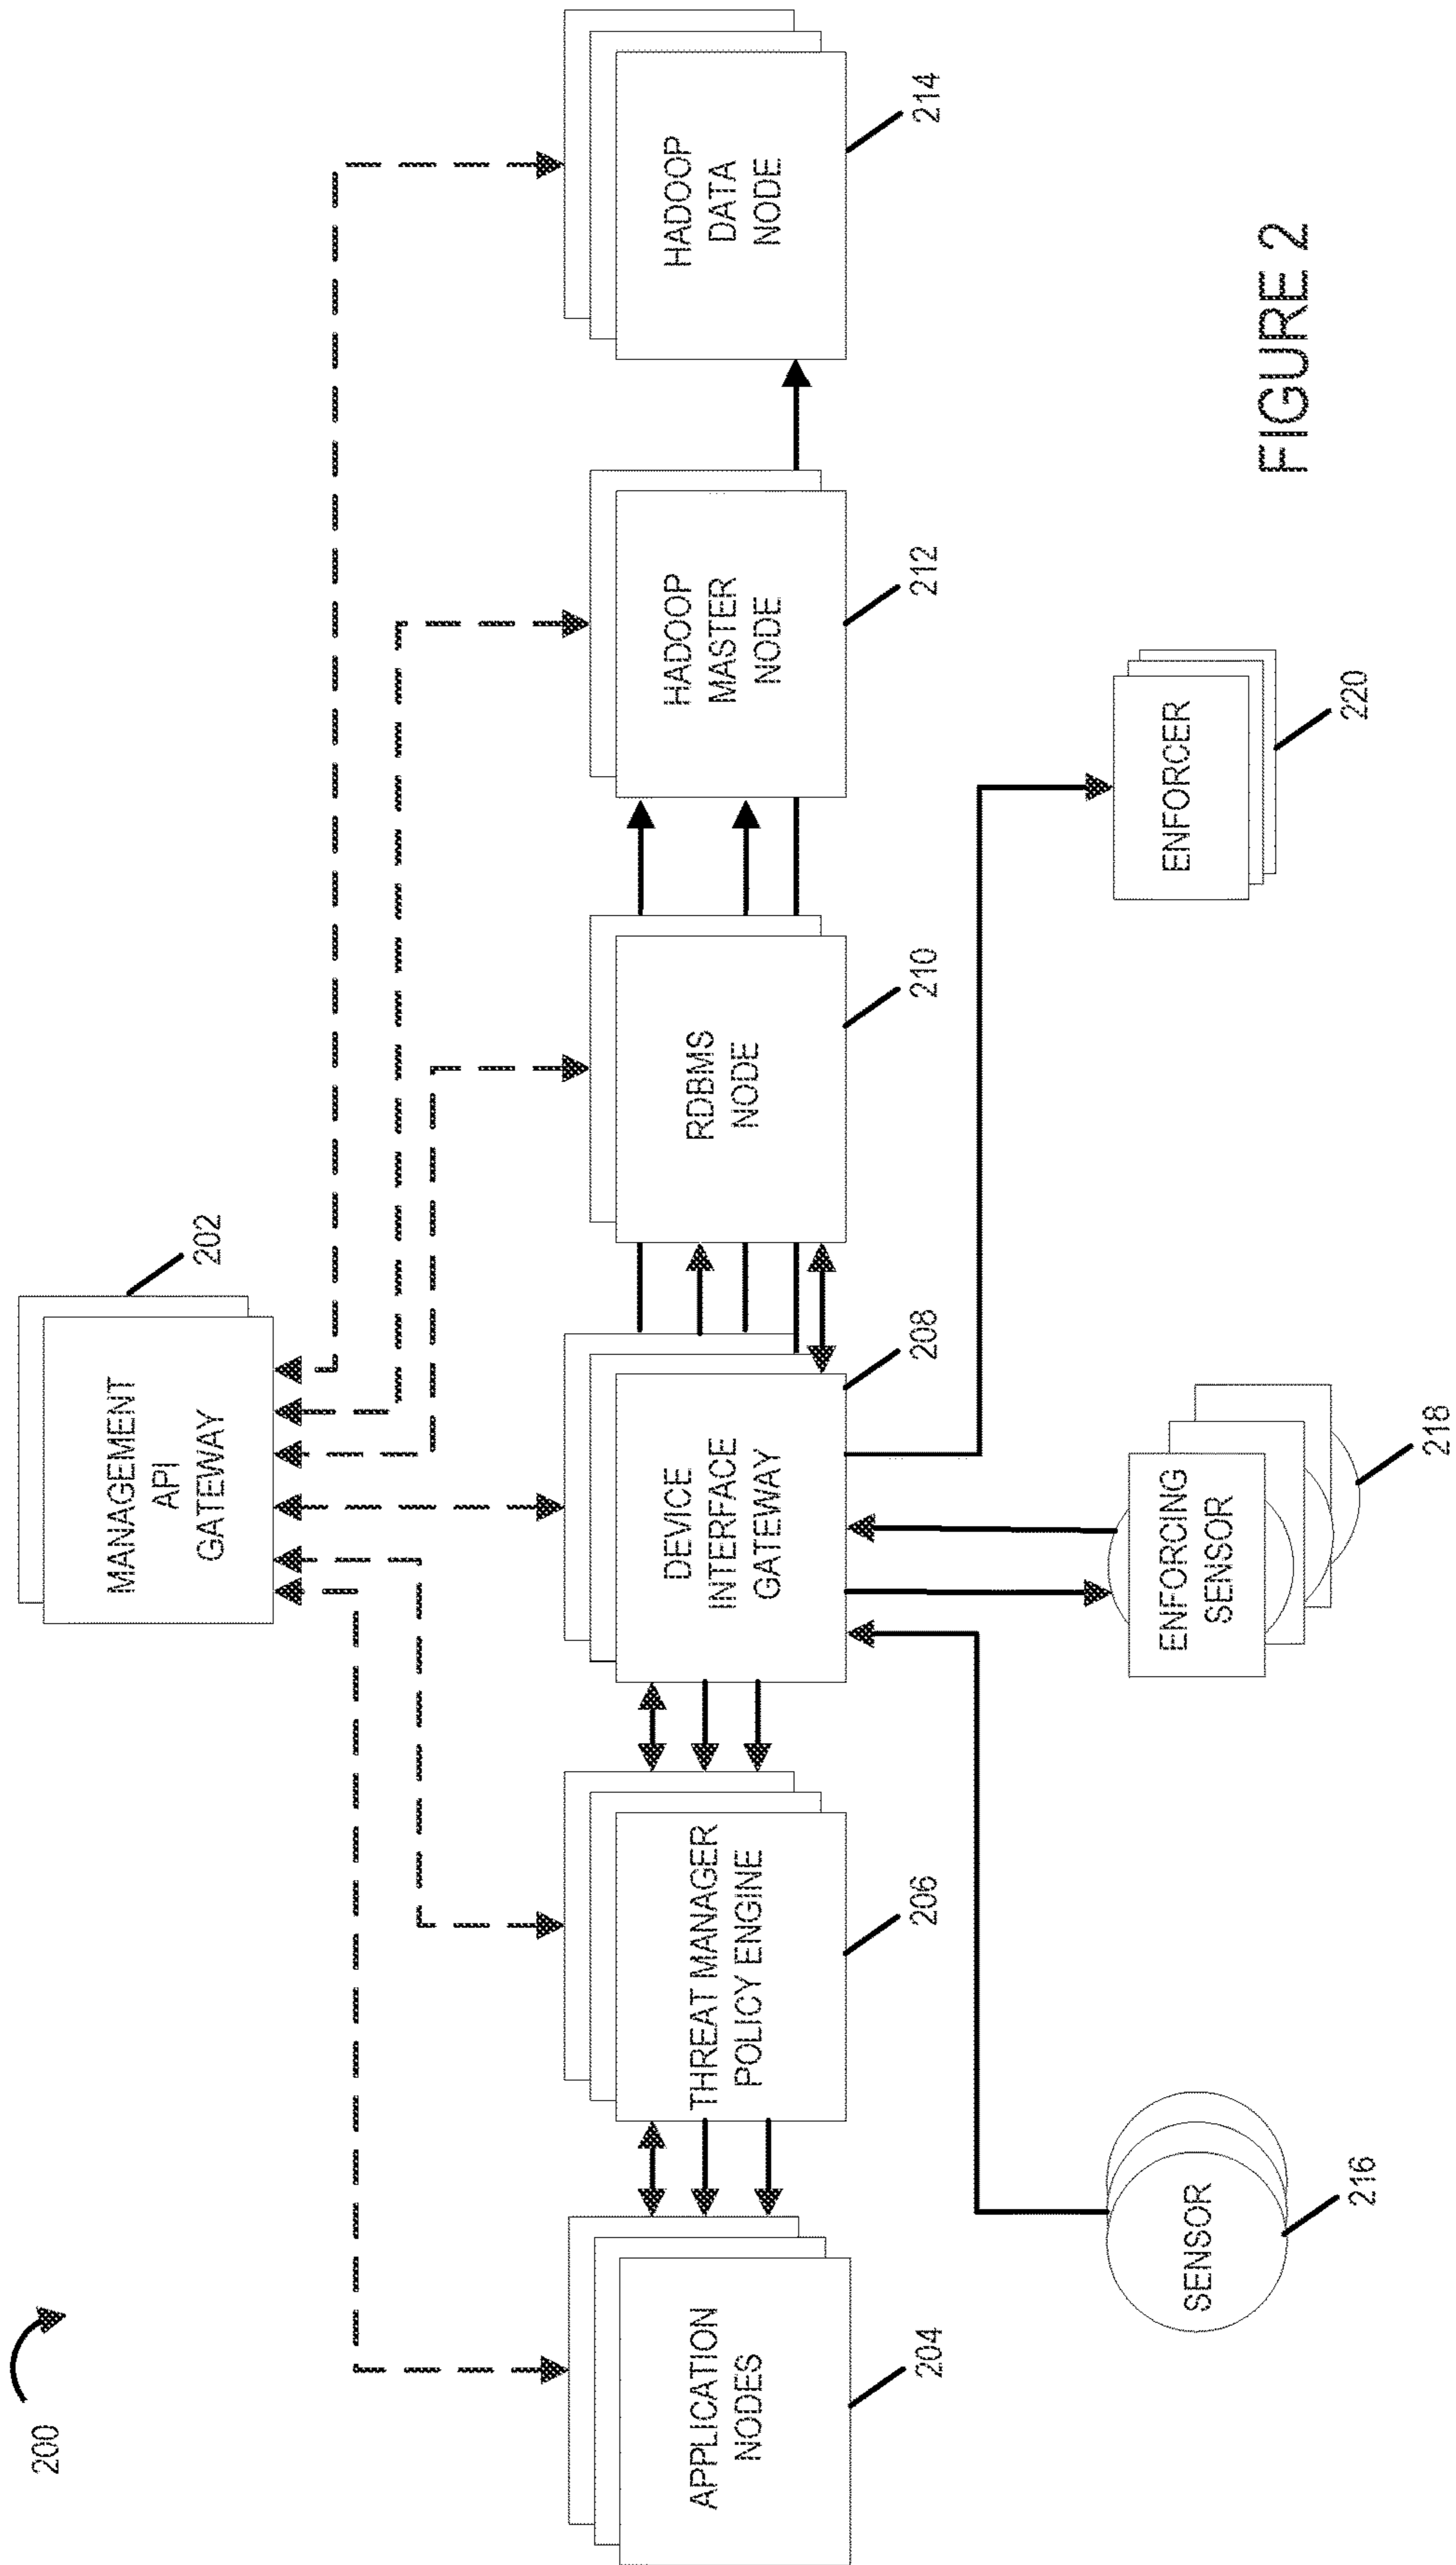 200
MANAGEMENT
API
GATEWAY
202
APPLICATION
NODES
204
THREAT MANAGER
POLICY ENGINE
206
DEVICE
INTERFACE
GATEWAY
208
RDBMS
NODE
210
HADOOP
MASTER
NODE
212
HADOOP
DATA
NODE
214
SENSOR
216
ENFORCING
SENSOR
218
ENFORCER
220
FIGURE 2